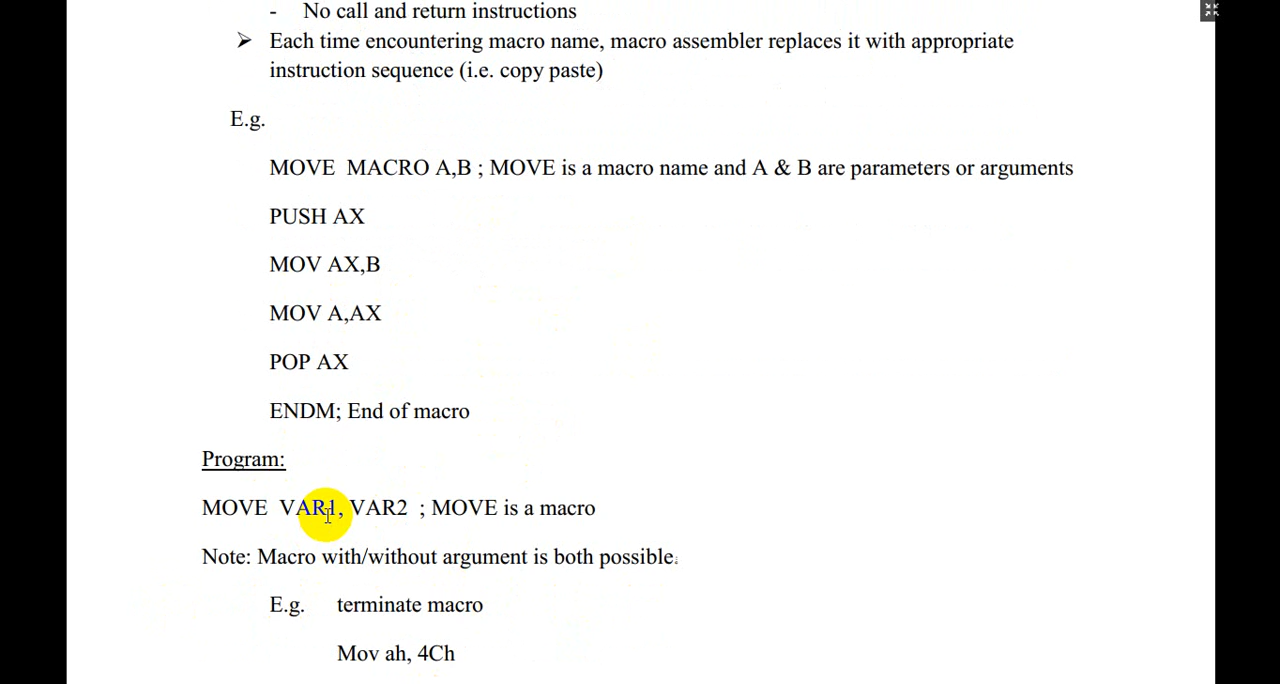 - No call and return instructions
➢ Each time encountering macro name, macro assembler replaces it with appropriate
instruction sequence (i.e. copy paste)
E.g.
MOVE MACRO A,B ; MOVE is a macro name and A & B are parameters or arguments
PUSH AX
MOV AX,B
MOV A,AX
POP AX
ENDM; End of macro
Program:
MOVE VAR1, VAR2 ; MOVE is a macro
Note: Macro with/without argument is both possible.
E.g. terminate macro
Mov ah, 4Ch